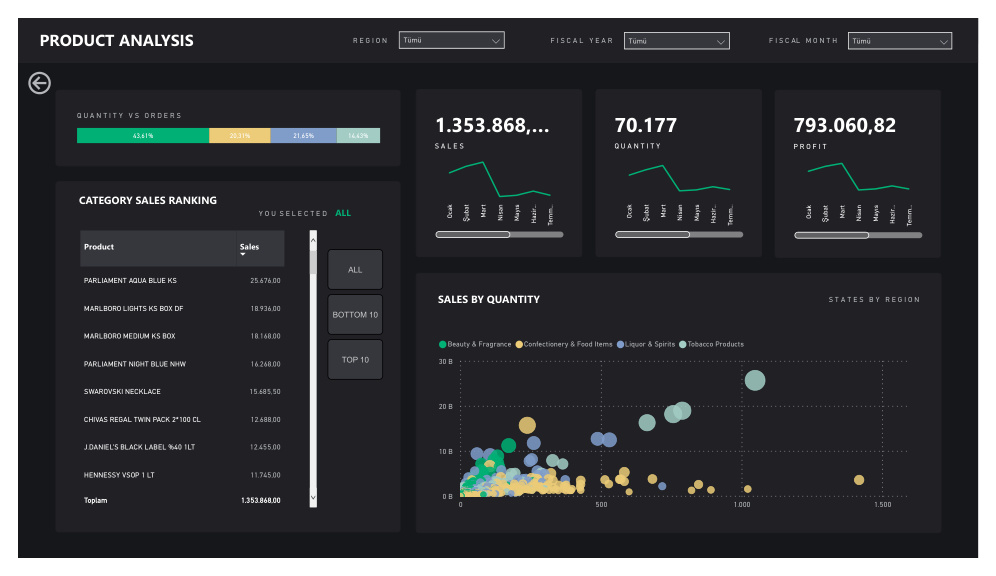 PRODUCT ANALYSIS
REGION Tümü FISCAL YEAR Tümü FISCAL MONTH Tümü
QUANTITY VS ORDERS
43.61% 20.31% 21.65% 14.43%
1.353.868,...
SALES
Ocak Şubat Mart Nisan Mayıs Hazir... Temm...
70.177
QUANTITY
Ocak Şubat Mart Nisan Mayıs Hazir... Temm...
793.060,82
PROFIT
Ocak Şubat Mart Nisan Mayıs Hazir... Temm...
CATEGORY SALES RANKING
YOU SELECTED ALL
Product Sales
PARLIAMENT AQUA BLUE KS 25.676,00
MARLBORO LIGHTS KS BOX DF 18.936,00
MARLBORO MEDIUM KS BOX 18.168,00
PARLIAMENT NIGHT BLUE NHW 16.268,00
SWAROVSKI NECKLACE 15.685,50
CHIVAS REGAL TWIN PACK 2*100 CL 12.688,00
J.DANIEL'S BLACK LABEL %40 1LT 12.455,00
HENNESSY VSOP 1 LT 11.745,00
Toplam 1.353.868,00
ALL
BOTTOM 10
TOP 10
SALES BY QUANTITY
STATES BY REGION
Beauty & Fragrance Confectionery & Food Items Liquor & Spirits Tobacco Products
30 B
20 B
10 B
0 B
0 500 1.000 1.500